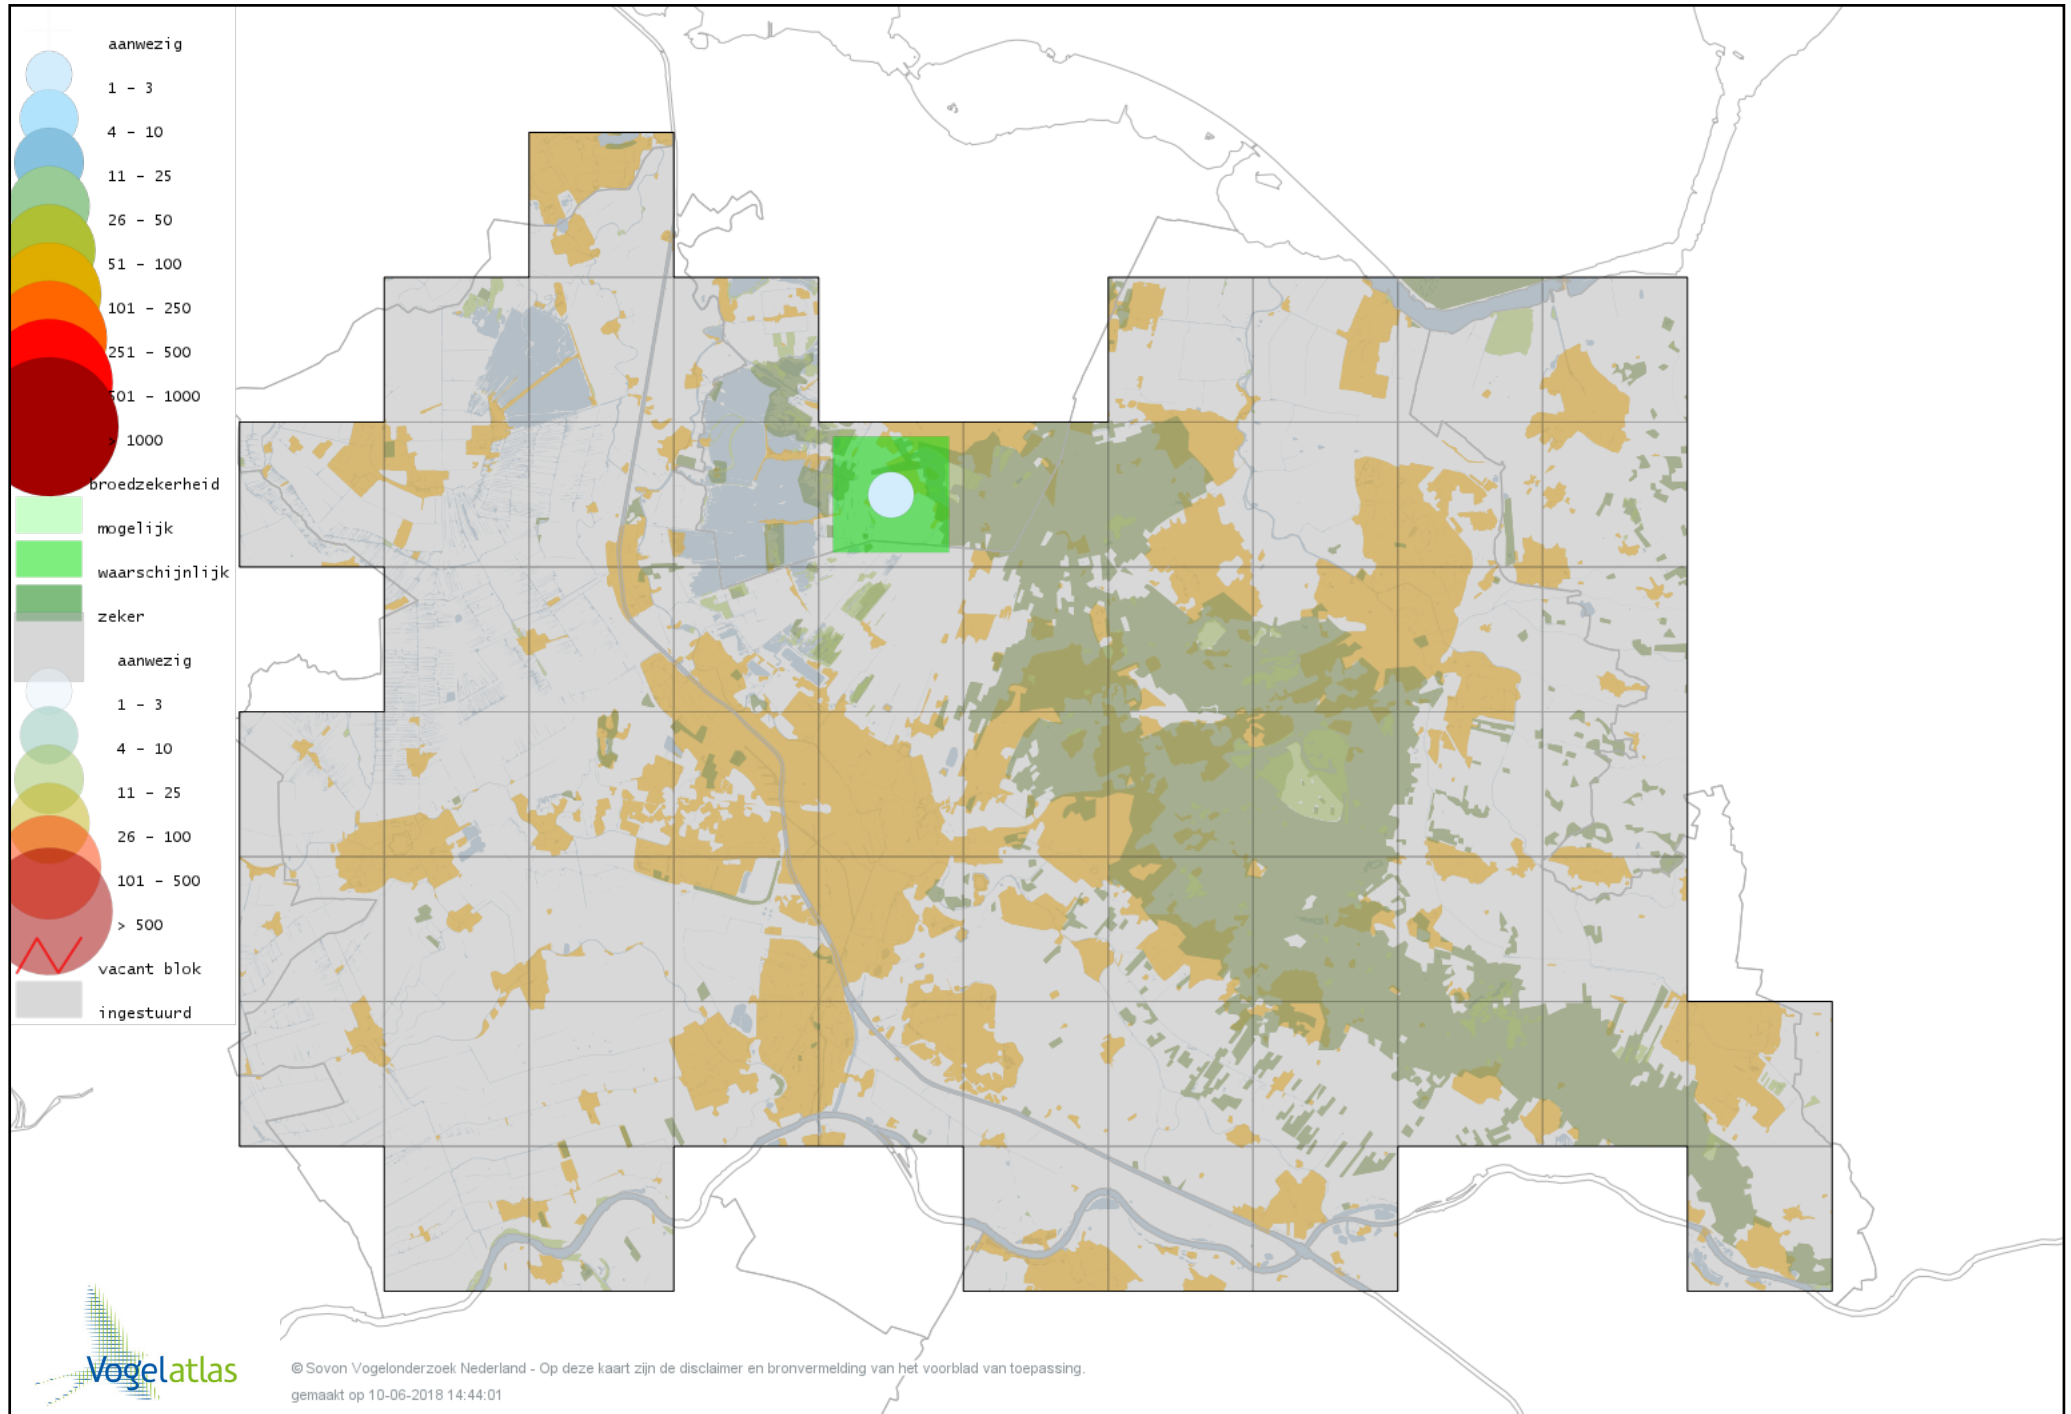 aanwezig
1 - 3
4 - 10
11 - 25
26 - 50
51 - 100
101 - 250
251 - 500
501 - 1000
> 1000
broedzekerheid
mogelijk
waarschijnlijk
zeker
aanwezig
1 - 3
4 - 10
11 - 25
26 - 100
101 - 500
> 500
vacant blok
ingestuurd
Vogelatlas
© Sovon Vogelonderzoek Nederland - Op deze kaart zijn de disclaimer en bronvermelding van het voorblad van toepassing.
gemaakt op 10-06-2018 14:44:01